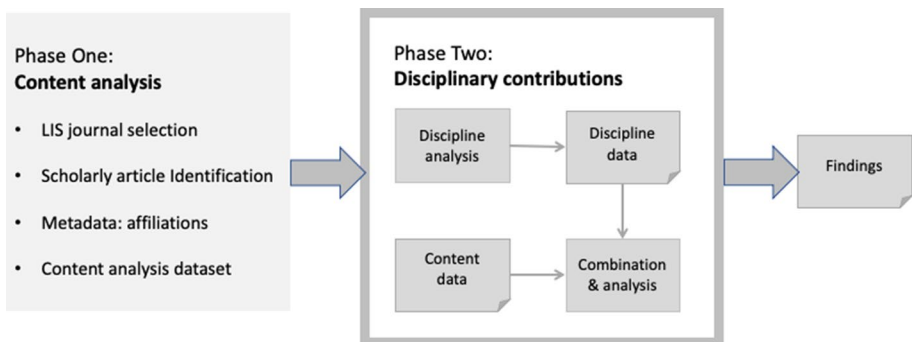 Phase One:
Content analysis
• LIS journal selection
• Scholarly article Identification
• Metadata: affiliations
• Content analysis dataset
Phase Two:
Disciplinary contributions
Discipline
analysis
Discipline
data
Content
data
Combination
& analysis
Findings